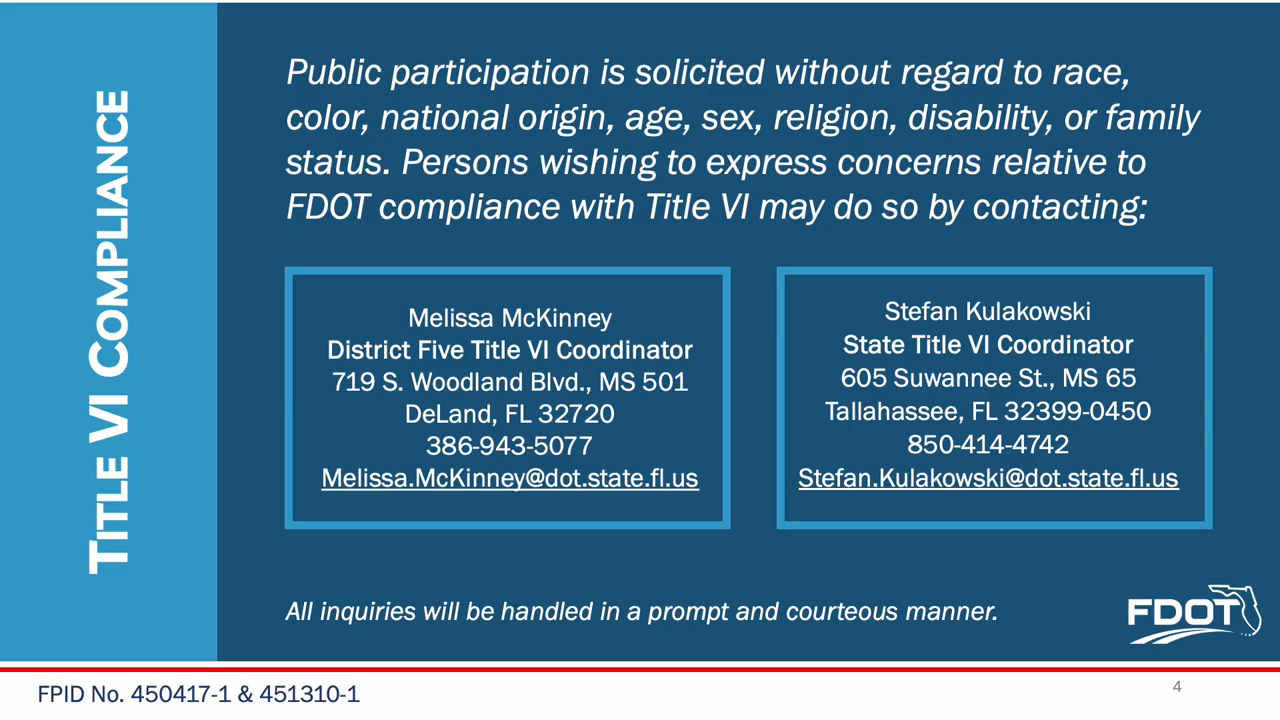 TITLE VI COMPLIANCE
Public participation is solicited without regard to race,
color, national origin, age, sex, religion, disability, or family
status. Persons wishing to express concerns relative to
FDOT compliance with Title VI may do so by contacting:
Melissa McKinney
District Five Title VI Coordinator
719 S. Woodland Blvd., MS 501
DeLand, FL 32720
386-943-5077
Melissa.McKinney@dot.state.fl.us
Stefan Kulakowski
State Title VI Coordinator
605 Suwannee St., MS 65
Tallahassee, FL 32399-0450
850-414-4742
Stefan.Kulakowski@dot.state.fl.us
All inquiries will be handled in a prompt and courteous manner.
FDOT
FPID No. 450417-1 & 451310-1
4